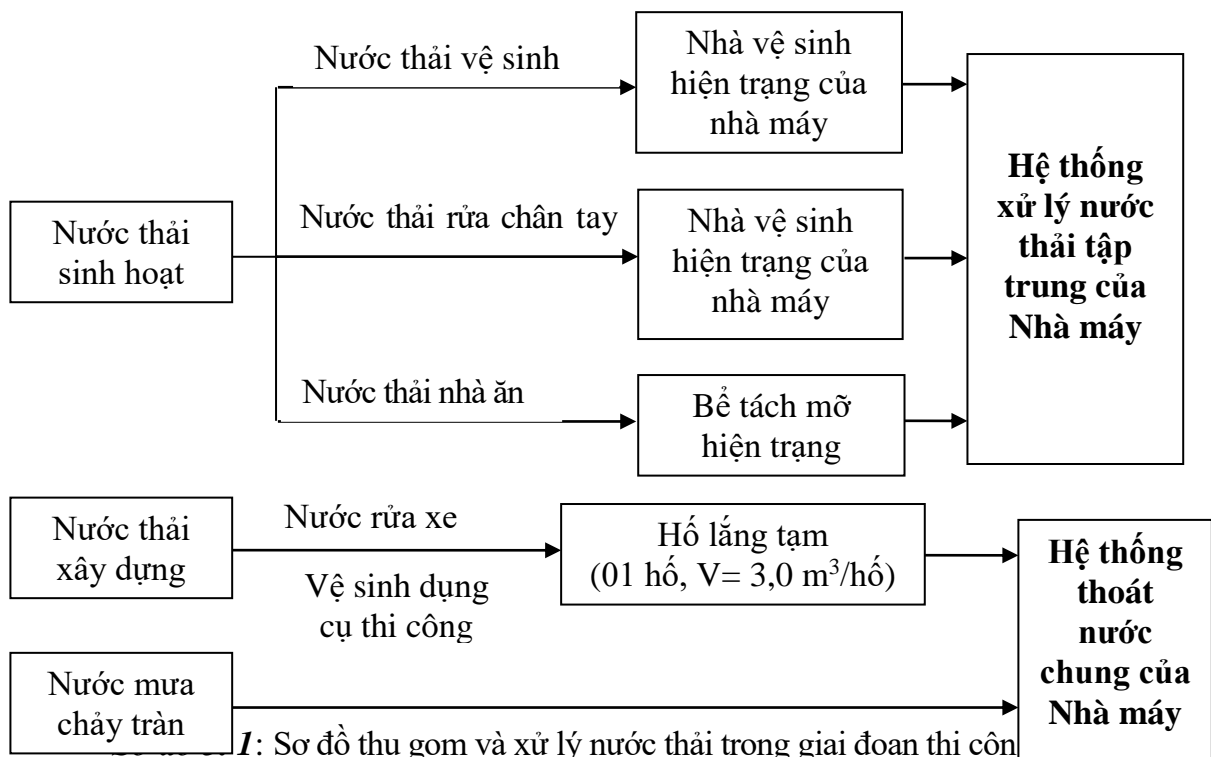 Nước thải vệ sinh
Nhà vệ sinh
hiện trạng của
nhà máy
Hệ thống
xử lý nước
thải tập
trung của
Nhà máy
Nước thải
sinh hoạt
Nước thải rửa chân tay
Nhà vệ sinh
hiện trạng của
nhà máy
Nước thải nhà ăn
Bể tách mỡ
hiện trạng
Nước thải
xây dựng
Nước rửa xe
Vệ sinh dụng
cụ thi công
Hố lắng tạm
(01 hố, V= 3,0 m³/hố)
Hệ thống
thoát
nước
chung của
Nhà máy
Nước mưa
chảy tràn
1: Sơ đồ thu gom và xử lý nước thải trong giai đoạn thi côn